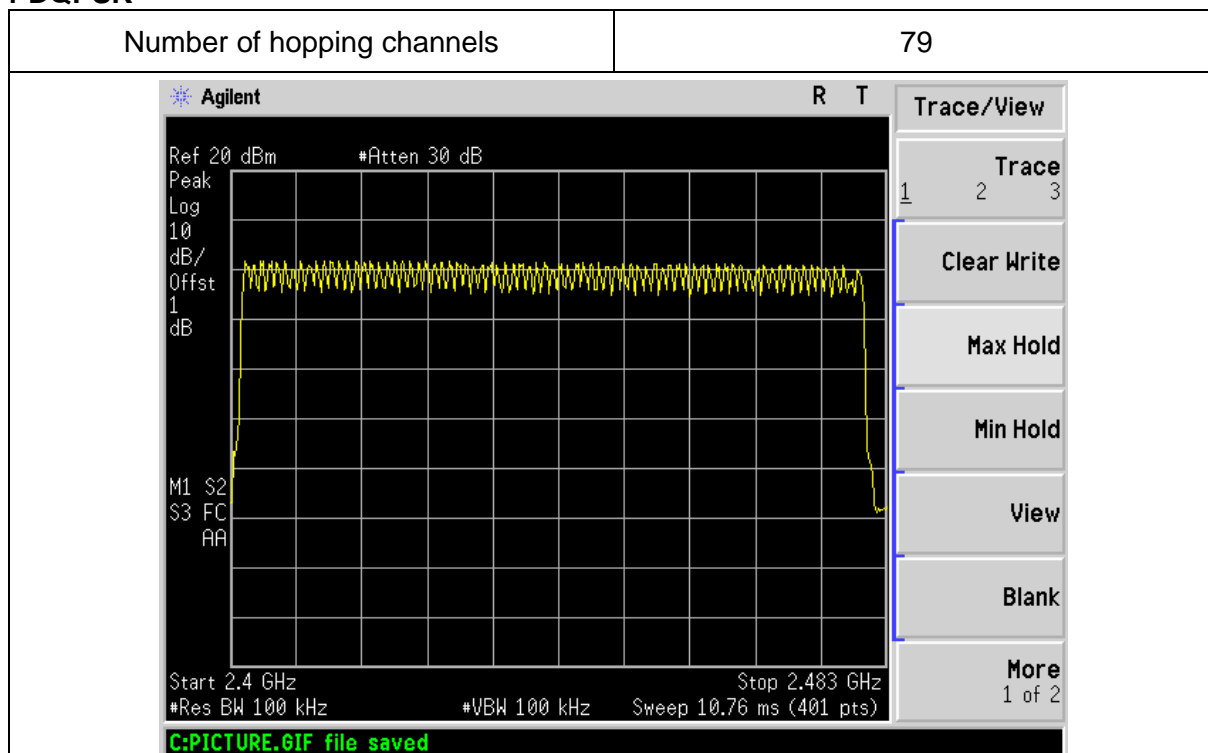 Number of hopping channels 79
Agilent R T
Trace/View
Ref 20 dBm #Atten 30 dB
Peak
Log
10
dB/
Offst
1
dB
M1 S2
S3 FC
AA
Start 2.4 GHz Stop 2.483 GHz
#Res BW 100 kHz #VBW 100 kHz Sweep 10.76 ms (401 pts)
C:PICTURE.GIF file saved
Trace
1 2 3
Clear Write
Max Hold
Min Hold
View
Blank
More
1 of 2